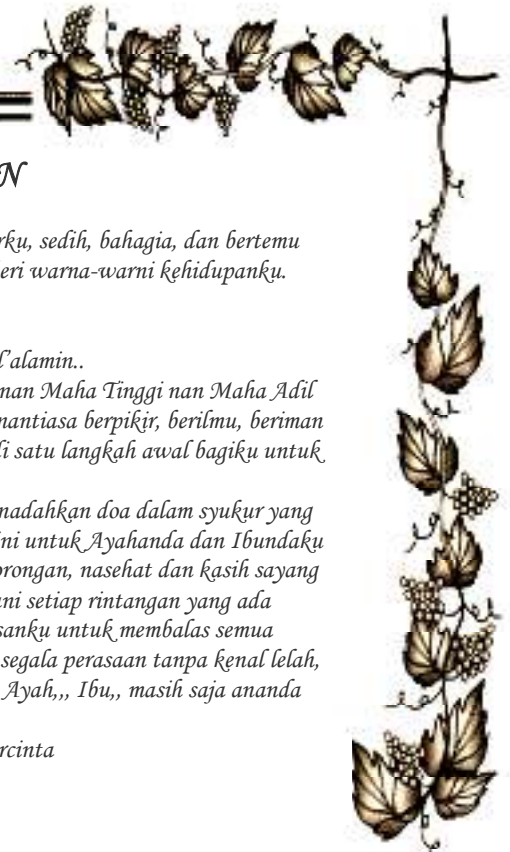 N
rku, sedih, bahagia, dan bertemu
eri warna-warni kehidupanku.
l'alamin..
nan Maha Tinggi nan Maha Adil
nantiasa berpikir, berilmu, beriman
di satu langkah awal bagiku untuk
nadahkan doa dalam syukur yang
ini untuk Ayahanda dan Ibundaku
orongan, nasehat dan kasih sayang
ani setiap rintangan yang ada
sanku untuk membalas semua
segala perasaan tanpa kenal lelah,
Ayah,,, Ibu,, masih saja ananda
rcinta